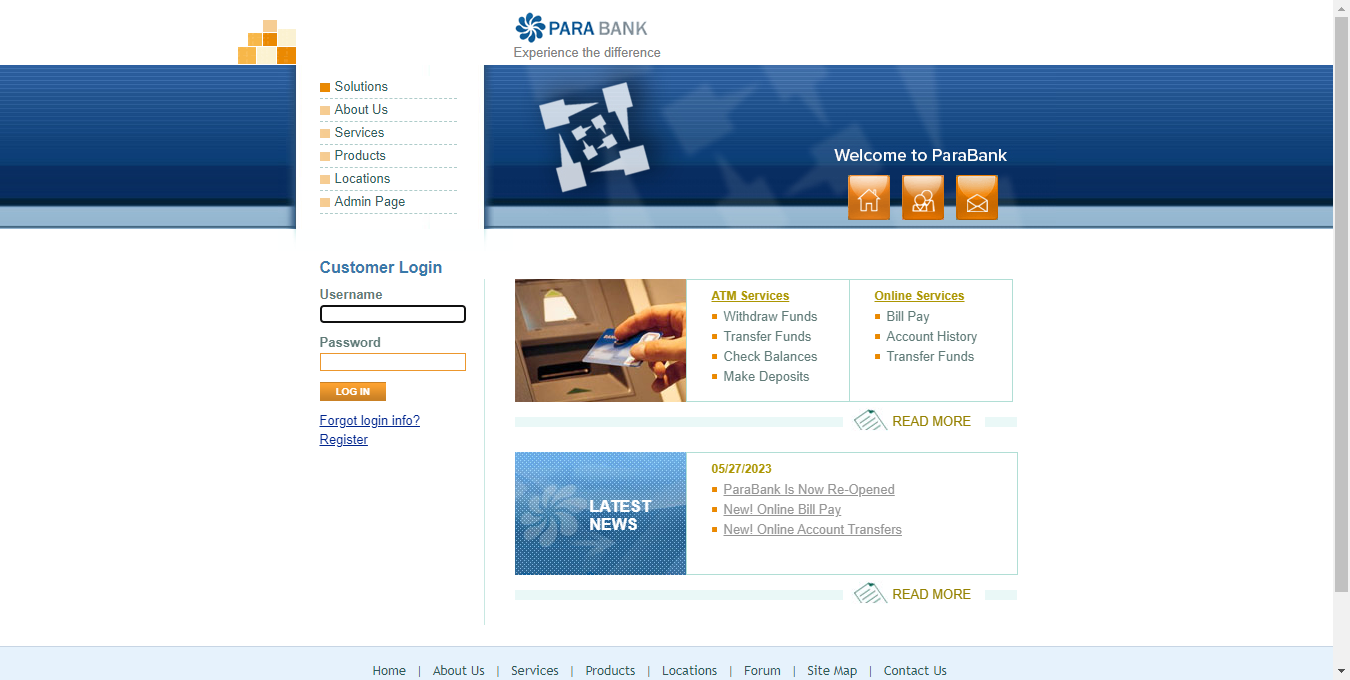 PARA BANK
Experience the difference
Solutions
About Us
Services
Products
Locations
Admin Page
Welcome to ParaBank
Customer Login
Username
Password
LOG IN
Forgot login info?
Register
ATM Services
Withdraw Funds
Transfer Funds
Check Balances
Make Deposits
Online Services
Bill Pay
Account History
Transfer Funds
READ MORE
LATEST
NEWS
05/27/2023
ParaBank Is Now Re-Opened
New! Online Bill Pay
New! Online Account Transfers
READ MORE
Home | About Us | Services | Products | Locations | Forum | Site Map | Contact Us